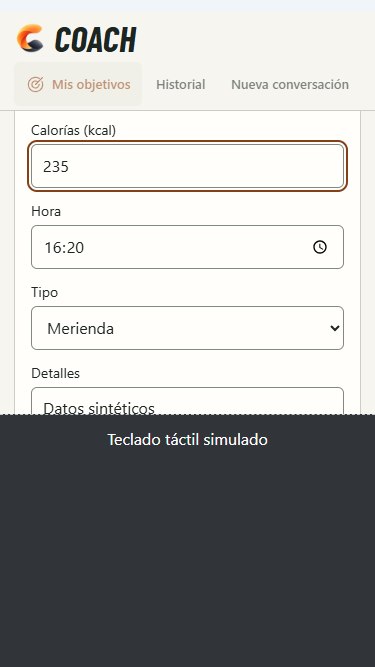 COACH
Mis objetivos Historial Nueva conversación
Calorías (kcal)
235
Hora
16:20
Tipo
Merienda
Detalles
Datos sintéticos
Teclado táctil simulado